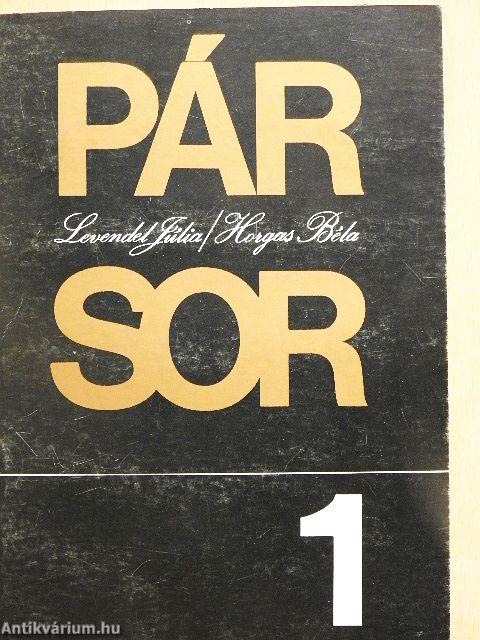 PÁR
Levendel Júlia/Horgas Béla
SOR
1
Antikvárium.hu